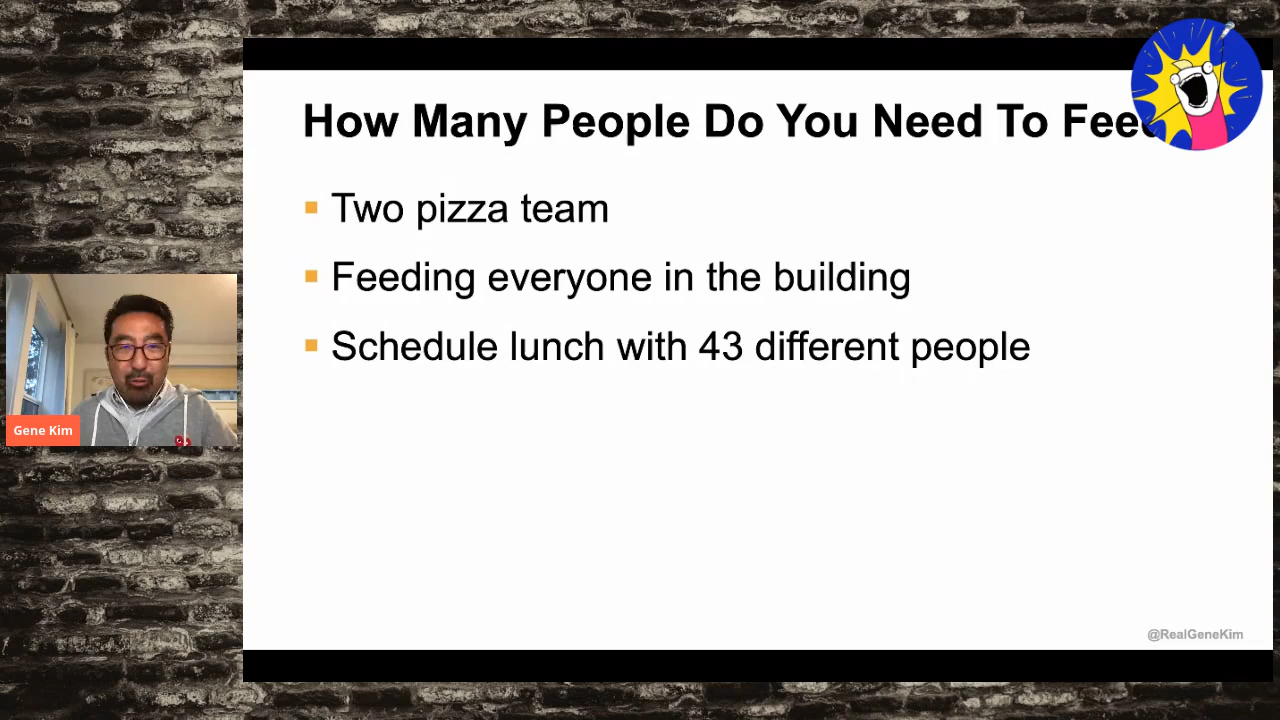 How Many People Do You Need To Feed
Two pizza team
Feeding everyone in the building
Schedule lunch with 43 different people
Gene Kim
@RealGeneKim